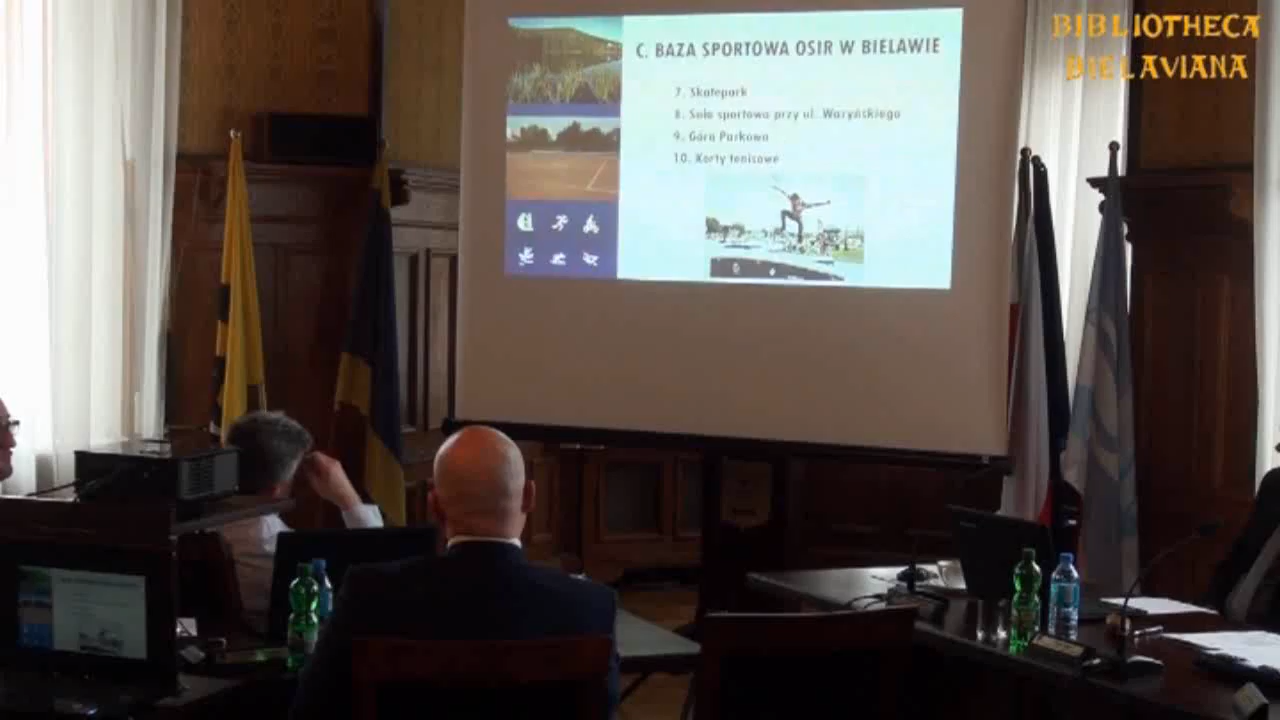 BIBLIOTHECA
BIELAVIANA
C. BAZA SPORTOWA OSIR W BIELAWIE
7. Skatepark
8. Sala sportowa przy ul. Waryńskiego
9. Góra Parkowa
10. Korty tenisowe